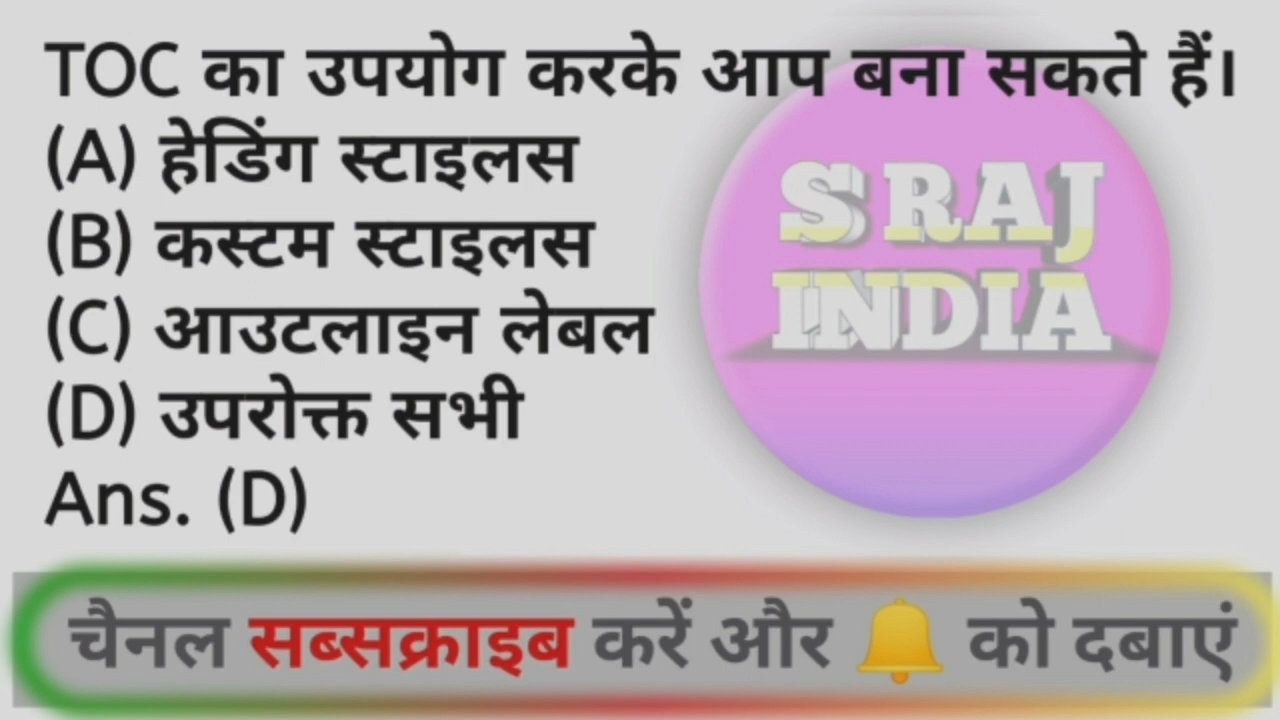 TOC का उपयोग करके आप बना सकते हैं।
(A) हेडिंग स्टाइलस
(B) कस्टम स्टाइलस
(C) आउटलाइन लेबल
(D) उपरोक्त सभी
Ans. (D)
S RAJ
INDIA
चैनल सब्सक्राइब करें और 🔔 को दबाएं